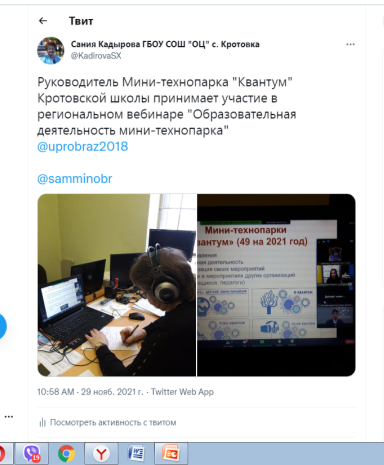 Твит
Сания Кадырова ГБОУ СОШ "ОЦ" с. Кротовка
@KadirovaSX
Руководитель Мини-технопарка "Квантум"
Кротовской школы принимает участие в
региональном вебинаре "Образовательная
деятельность мини-технопарка"
@uprobraz2018
@samminobr
Мини-технопарки
вантум» (49 на 2021 год)
10:58 AM · 29 нояб. 2021 г. · Twitter Web App
Посмотреть активность с твитом
19